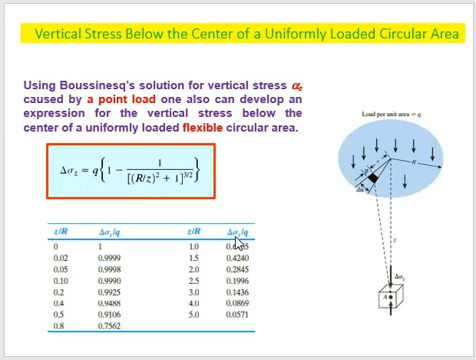 Vertical Stress Below the Center of a Uniformly Loaded Circular Area
Using Boussinesq's solution for vertical stress
caused by a point load one also can develop an
expression for the vertical stress below the
center of a uniformly loaded flexible circular area.
Load per unit area = q
r
R
dα
Δσz = q{1 − 1/[(R/z)² + 1]^3/2}
z
z/R Δσz/q z/R Δσz/q
0 1 1.0
0.02 0.9999 1.5 0.4240
0.05 0.9998 2.0 0.2845
0.10 0.9990 2.5 0.1996
0.2 0.9925 3.0 0.1436
0.4 0.9488 4.0 0.0869
0.5 0.9106 5.0 0.0571
0.8 0.7562
Δσz
A